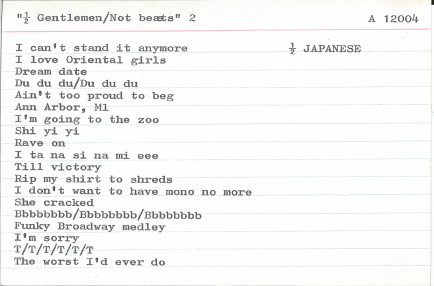 "½ Gentlemen/Not beasts" 2 A 12004
I can't stand it anymore ½ JAPANESE
I love Oriental girls
Dream date
Du du du/Du du du
Ain't too proud to beg
Ann Arbor, M1
I'm going to the zoo
Shi yi yi
Rave on
I ta na si na mi eee
Till victory
Rip my shirt to shreds
I don't want to have mono no more
She cracked
Bbbbbbbb/Bbbbbbbb/Bbbbbbbb
Funky Broadway medley
I'm sorry
T/T/T/T/T/T
The worst I'd ever do